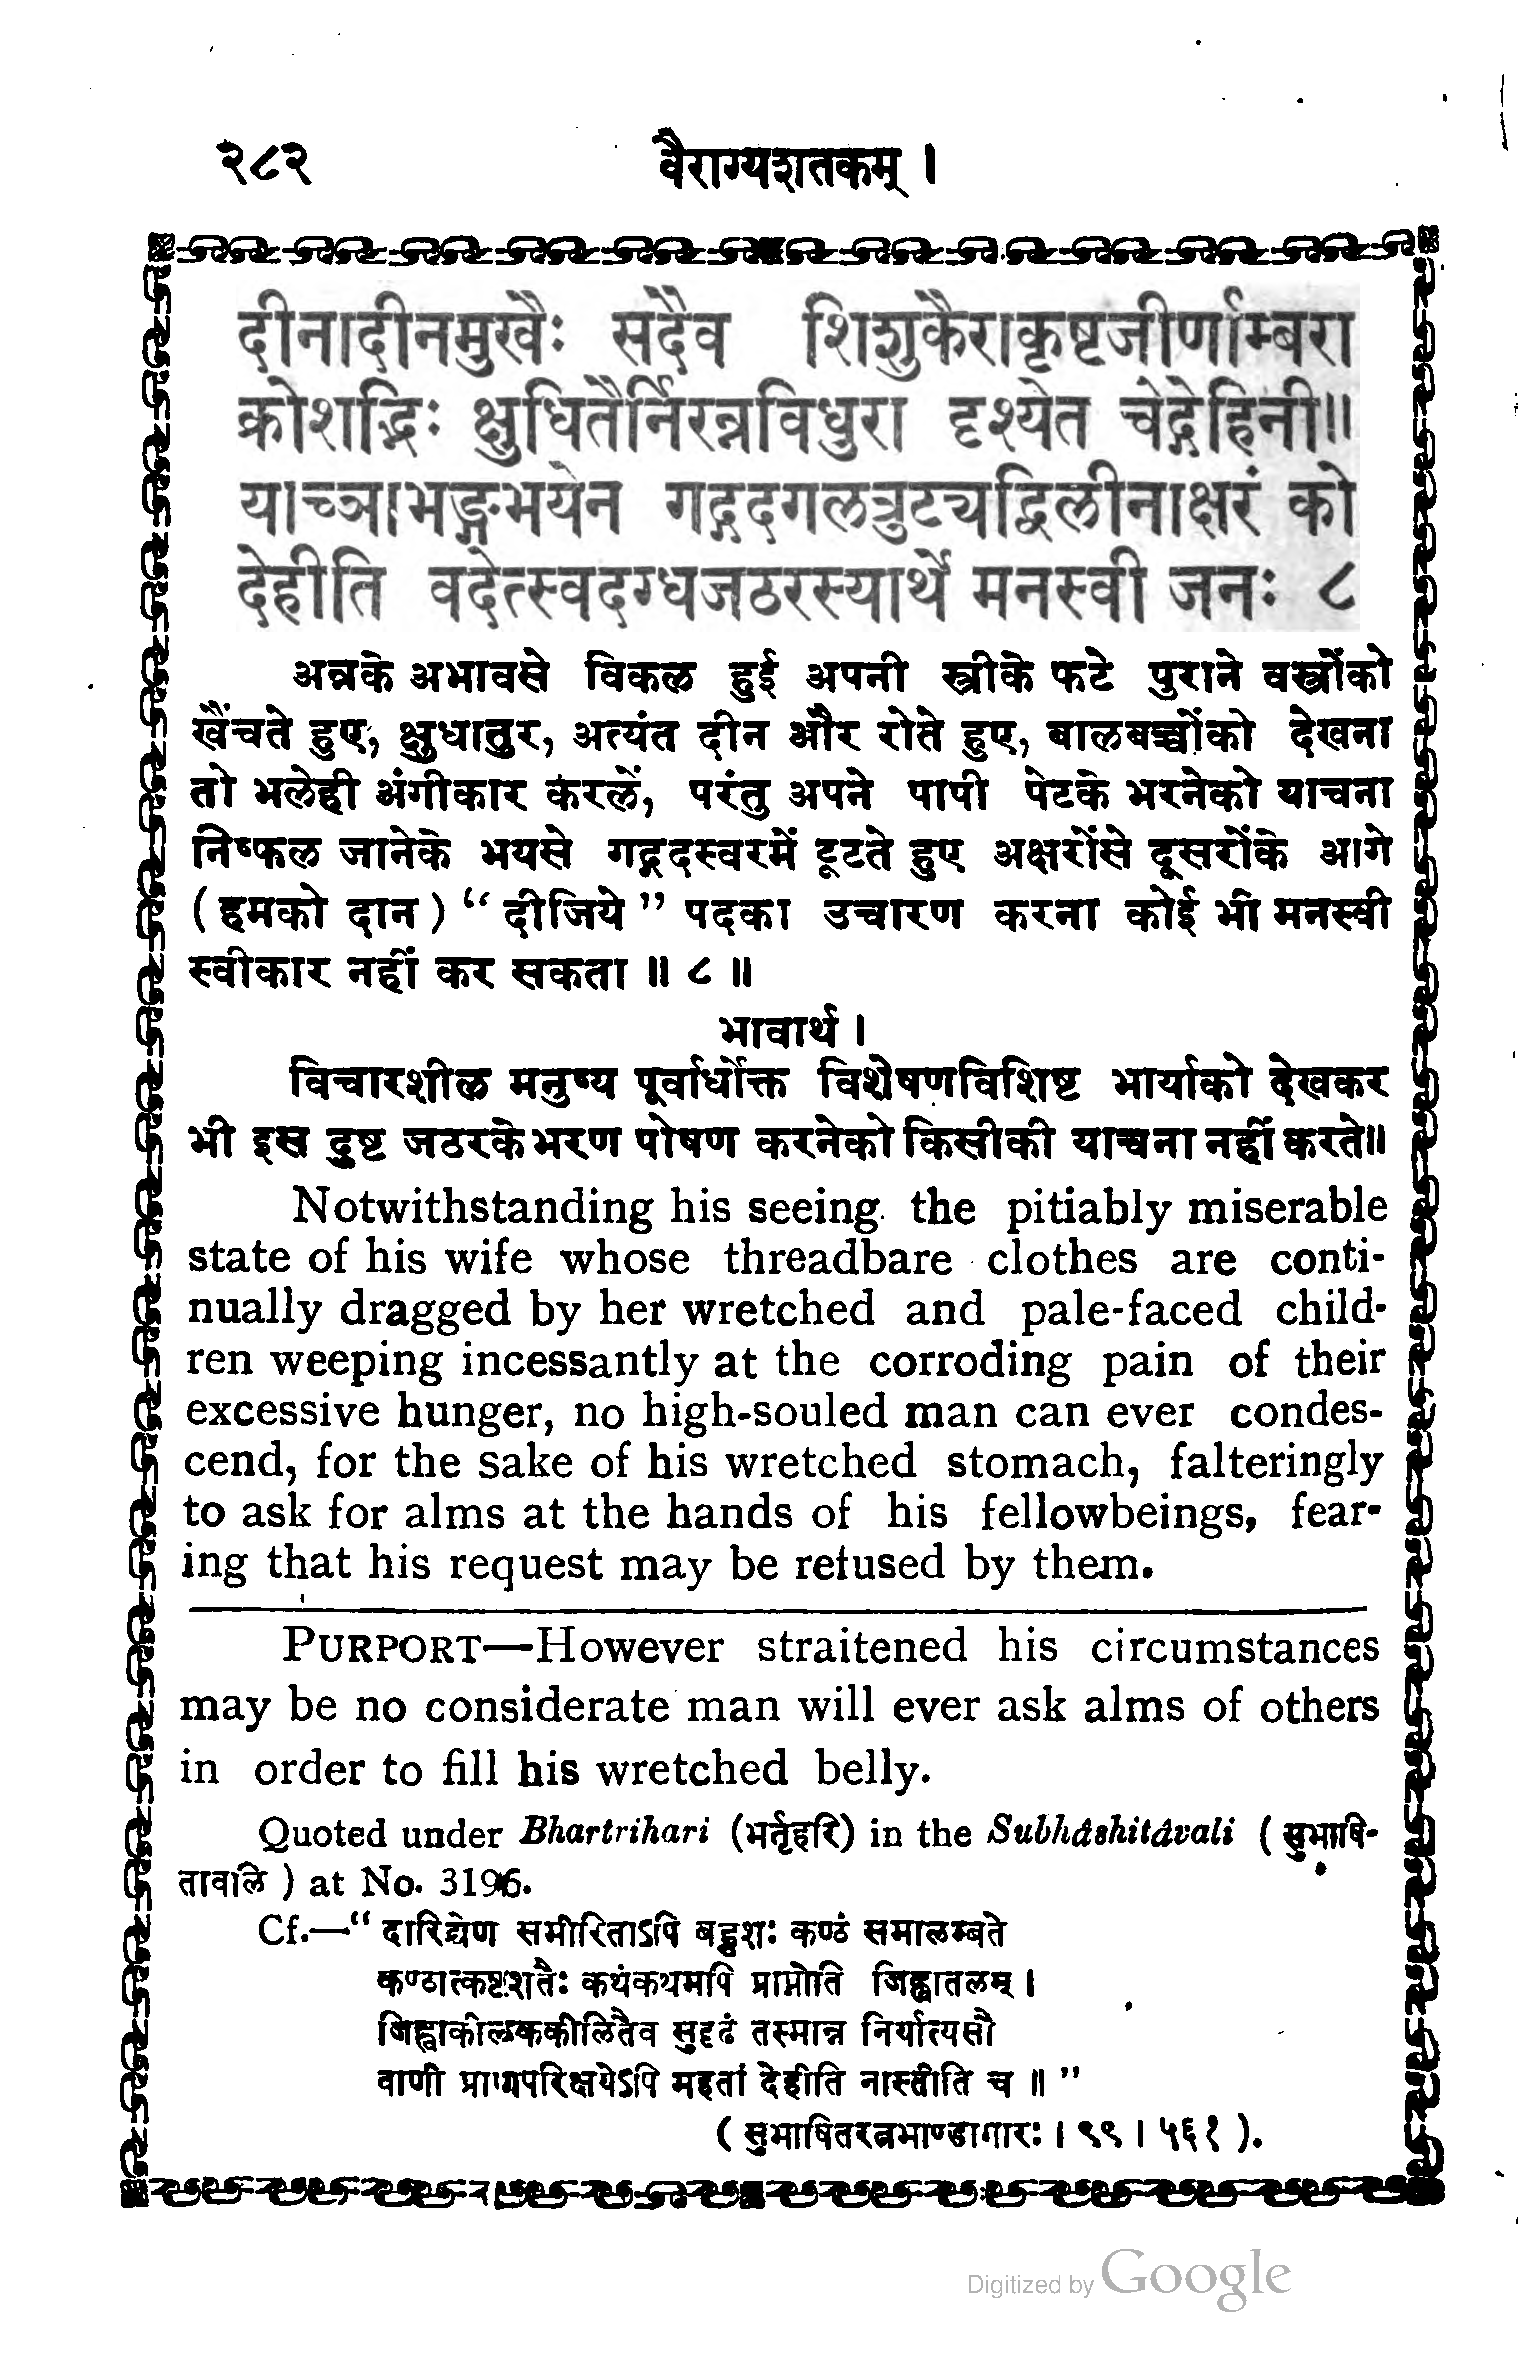 २८२ वैराग्यशतकम् ।
दीनादीनमुखैः सदैव शिशुकैराकृष्टजीर्णाम्बरा
क्रोशद्भिः क्षुधितैर्निरन्नविधुरा दृश्येत चेद्गेहिनी॥
याच्ञाभङ्गभयेन गद्गदगलत्रुट्यद्विलीनाक्षरं को
देहीति वदेत्स्वदग्धजठरस्यार्थे मनस्वी जनः ८
अन्नके अभावसे विकल हुई अपनी स्त्रीके फटे पुराने वस्त्रोंको
खैंचते हुए, क्षुधातुर, अत्यंत दीन और रोते हुए, बालबच्चोंको देखना
तो भलेही अंगीकार करलें, परंतु अपने पापी पेटके भरनेको याचना
निष्फल जानेके भयसे गद्गदस्वरमें टूटते हुए अक्षरोंसे दूसरोंके आगे
(हमको दान) “ दीजिये ” पदका उचारण करना कोई भी मनस्वी
स्वीकार नहीं कर सकता ॥ ८ ॥
भावार्थ ।
विचारशील मनुष्य पूर्वार्धोक्त विशेषणविशिष्ट भार्याको देखकर
भी इस दुष्ट जठरके भरण पोषण करनेको किसीकी याचना नहीं करते॥
Notwithstanding his seeing the pitiably miserable
state of his wife whose threadbare clothes are conti-
nually dragged by her wretched and pale-faced child-
ren weeping incessantly at the corroding pain of their
excessive hunger, no high-souled man can ever condes-
cend, for the sake of his wretched stomach, falteringly
to ask for alms at the hands of his fellowbeings, fear-
ing that his request may be refused by them.
PURPORT—However straitened his circumstances
may be no considerate man will ever ask alms of others
in order to fill his wretched belly.
Quoted under Bhartrihari (भर्तृहरि) in the Subháshitávali ( सुभाषि-
तावलि ) at No. 3196.
Cf.—“ दारिद्येण समीरिताऽपि बहुशः कण्ठं समालम्बते
कण्ठात्कष्टशतैः कथंकथमपि प्राप्नोति जिह्वातलम् ।
जिह्वाकीलककीलितैव सुदृढं तस्मान्न निर्यात्यसौ
वाणी प्राणपरिक्षयेऽपि महतां देहीति नास्तीति च ॥ ”
( सुभाषितरत्नभाण्डागारः । ९९ । ५६१ ).
Digitized by Google